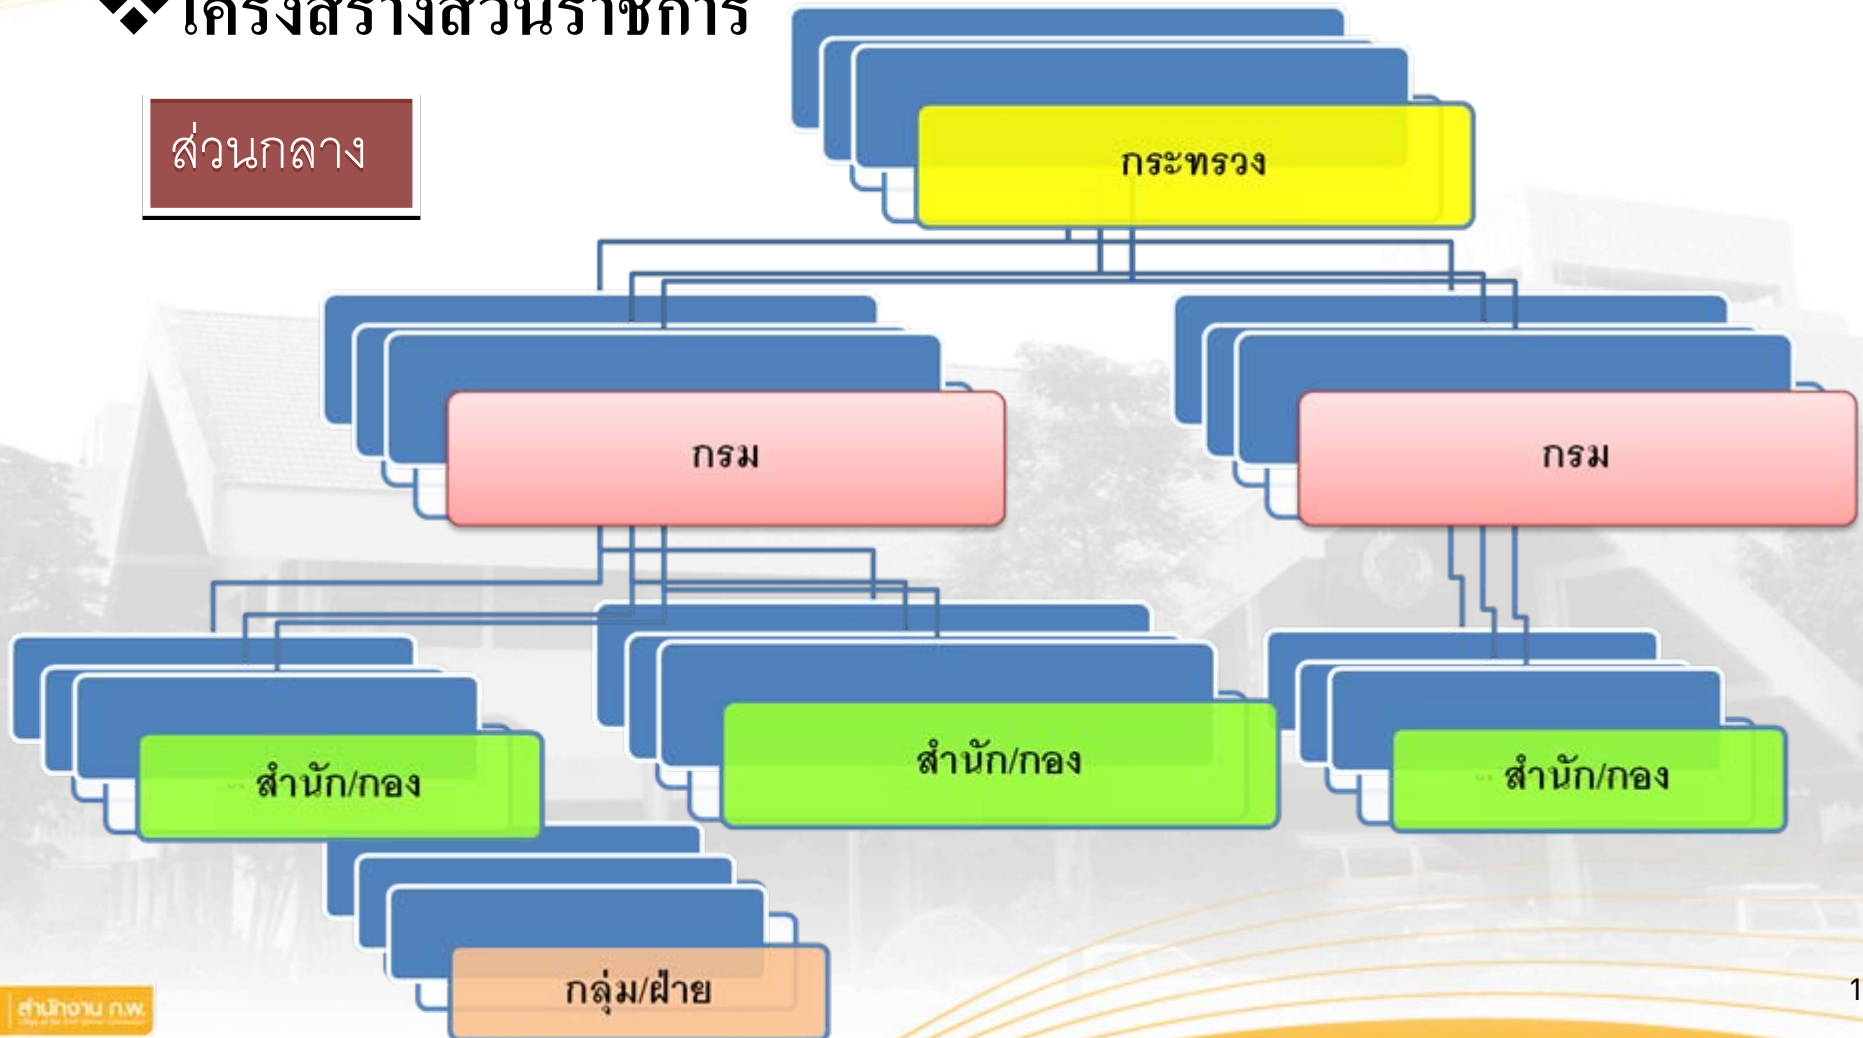 ❖โครงสร้างส่วนราชการ
ส่วนกลาง
กระทรวง
กรม
กรม
สำนัก/กอง
สำนัก/กอง
สำนัก/กอง
กลุ่ม/ฝ่าย
สำนักงาน ก.พ.
1